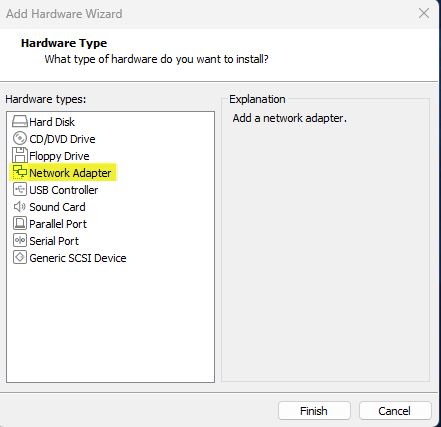 Add Hardware Wizard
Hardware Type
What type of hardware do you want to install?
Hardware types:
Hard Disk
CD/DVD Drive
Floppy Drive
Network Adapter
USB Controller
Sound Card
Parallel Port
Serial Port
Generic SCSI Device
Explanation
Add a network adapter.
Finish
Cancel